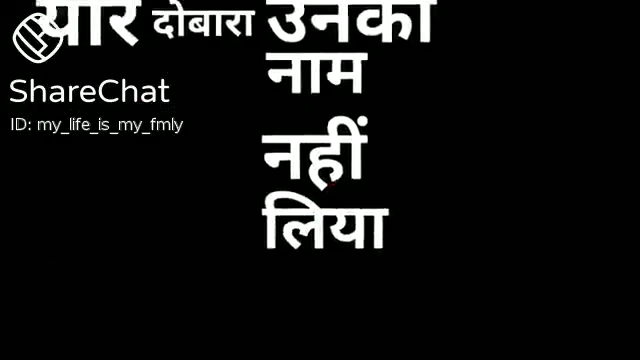 यार दोबारा उनका
नाम
नहीं
लिया
ShareChat
ID: my_life_is_my_fmly